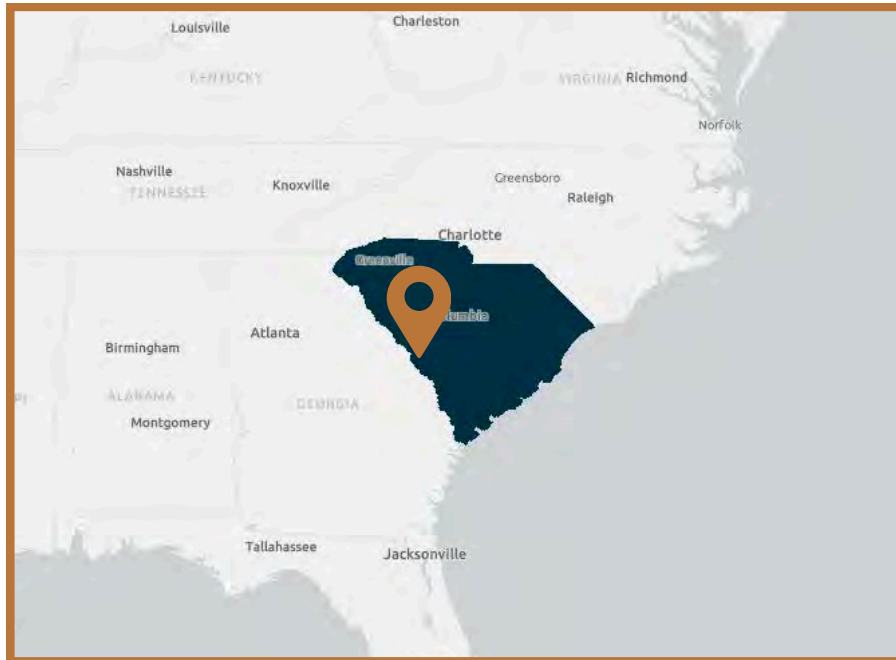 Louisville
Charleston
KENTUCKY
VIRGINIA
Richmond
Norfolk
Nashville
TENNESSEE
Knoxville
Greensboro
Raleigh
Charlotte
Greenville
lumbia
Atlanta
Birmingham
ALABAMA
GEORGIA
Montgomery
Tallahassee
Jacksonville